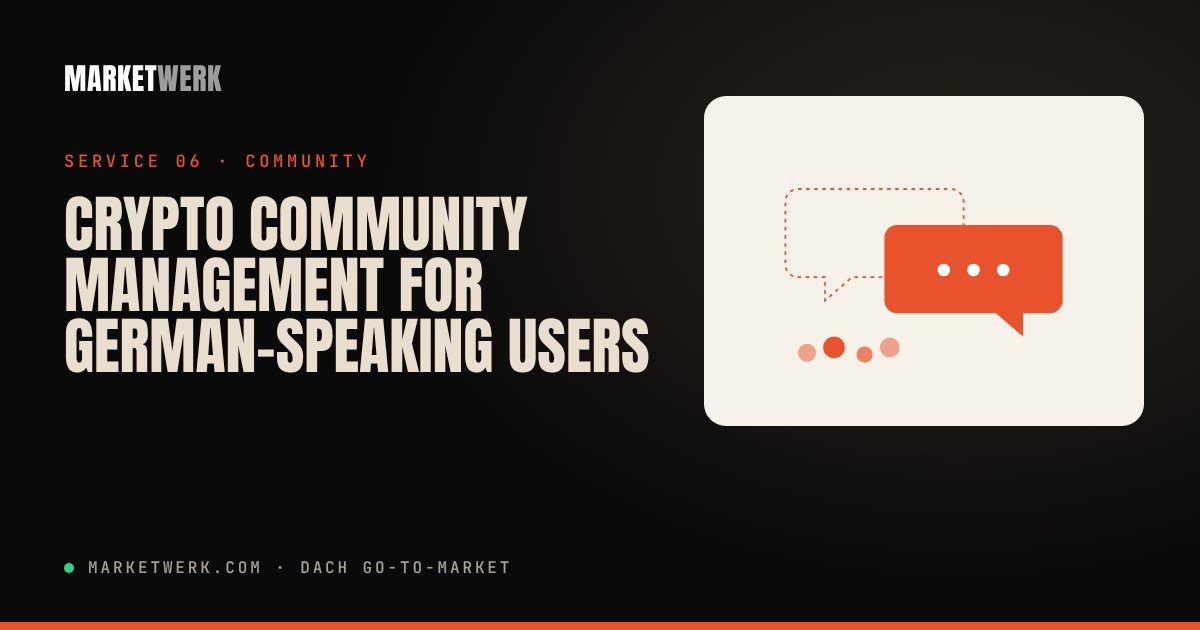 MARKETWERK
SERVICE 06 · COMMUNITY
CRYPTO COMMUNITY
MANAGEMENT FOR
GERMAN-SPEAKING USERS
MARKETWERK.COM · DACH GO-TO-MARKET